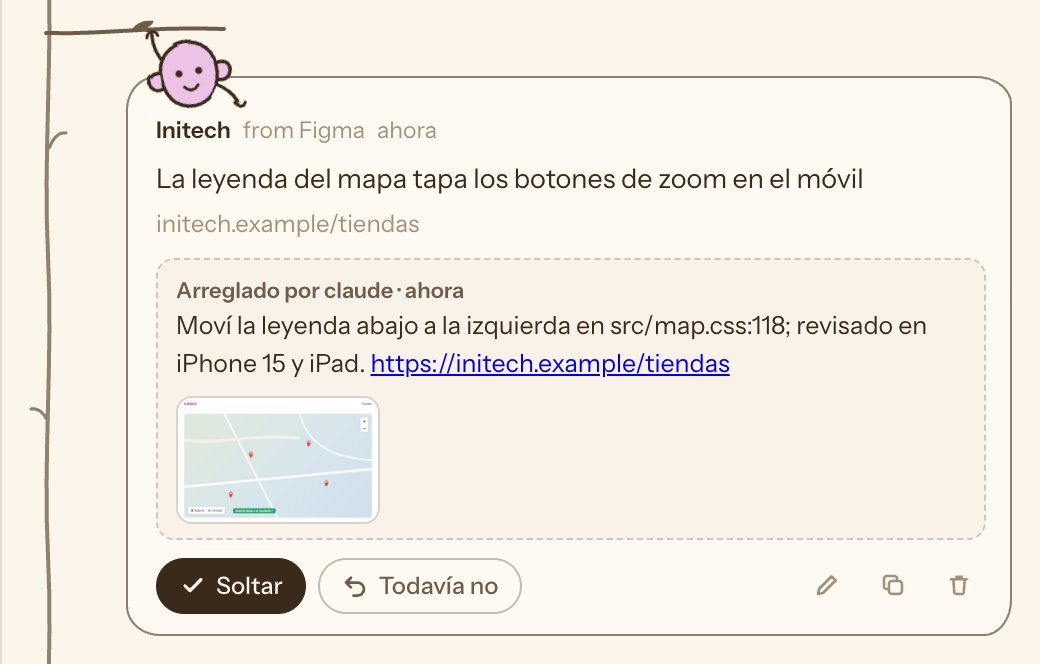 Initech from Figma ahora
La leyenda del mapa tapa los botones de zoom en el móvil
initech.example/tiendas
Arreglado por claude · ahora
Moví la leyenda abajo a la izquierda en src/map.css:118; revisado en
iPhone 15 y iPad. https://initech.example/tiendas
Soltar
Todavía no